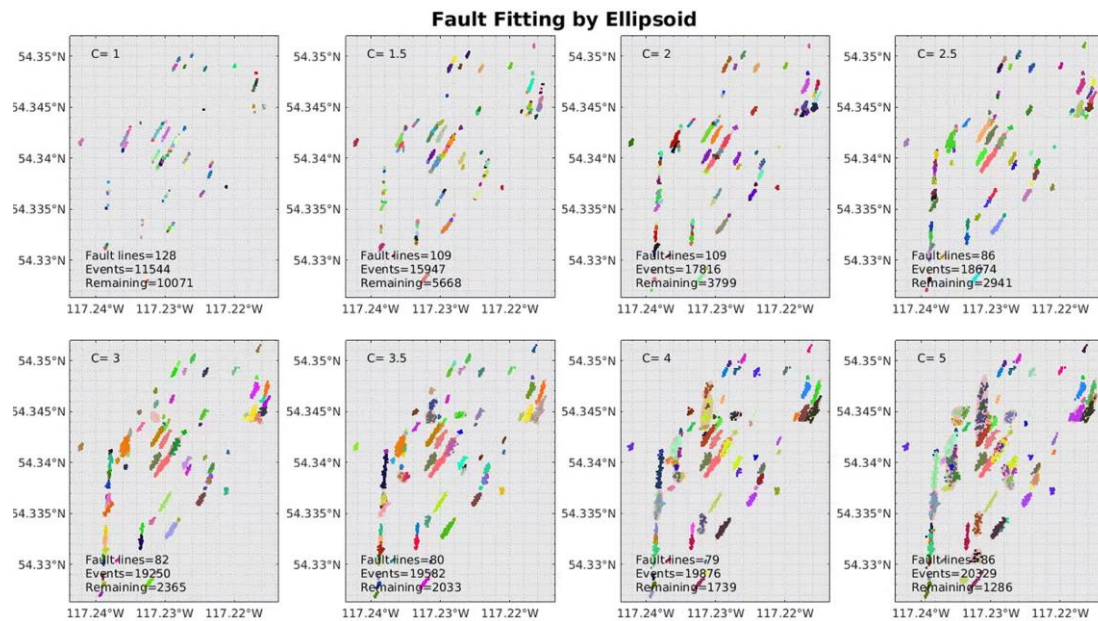 Fault Fitting by Ellipsoid
C= 1
54.35°N
54.345°N
54.34°N
54.335°N
54.33°N
Fault lines=128
Events=11544
Remaining=10071
117.24°W 117.23°W 117.22°W
C= 1.5
54.35°N
54.345°N
54.34°N
54.335°N
54.33°N
Fault lines=109
Events=15947
Remaining=5668
117.24°W 117.23°W 117.22°W
C= 2
54.35°N
54.345°N
54.34°N
54.335°N
54.33°N
Fault lines=109
Events=17816
Remaining=3799
117.24°W 117.23°W 117.22°W
C= 2.5
54.35°N
54.345°N
54.34°N
54.335°N
54.33°N
Fault lines=86
Events=18674
Remaining=2941
117.24°W 117.23°W 117.22°W
C= 3
54.35°N
54.345°N
54.34°N
54.335°N
54.33°N
Fault lines=82
Events=19250
Remaining=2365
117.24°W 117.23°W 117.22°W
C= 3.5
54.35°N
54.345°N
54.34°N
54.335°N
54.33°N
Fault lines=80
Events=19582
Remaining=2033
117.24°W 117.23°W 117.22°W
C= 4
54.35°N
54.345°N
54.34°N
54.335°N
54.33°N
Fault lines=79
Events=19876
Remaining=1739
117.24°W 117.23°W 117.22°W
C= 5
54.35°N
54.345°N
54.34°N
54.335°N
54.33°N
Fault lines=86
Events=20329
Remaining=1286
117.24°W 117.23°W 117.22°W